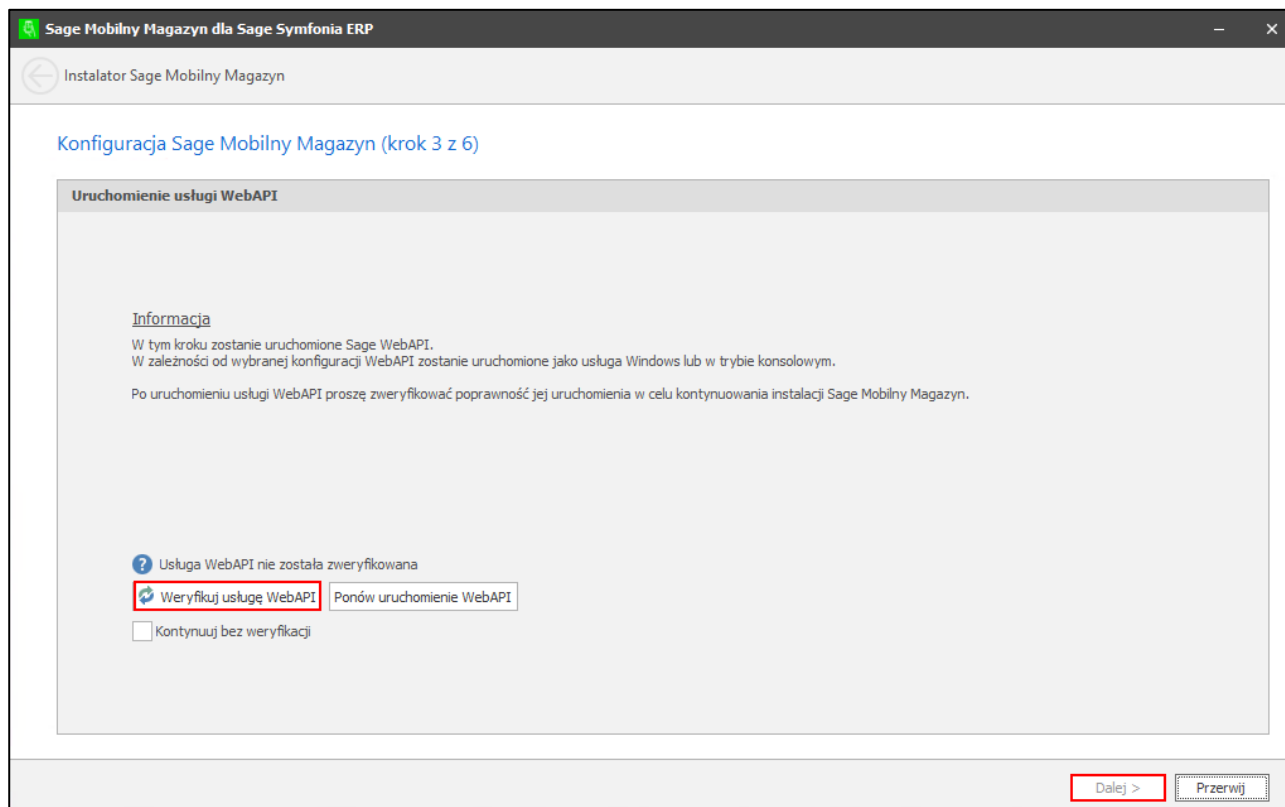 Sage Mobilny Magazyn dla Sage Symfonia ERP
Instalator Sage Mobilny Magazyn
Konfiguracja Sage Mobilny Magazyn (krok 3 z 6)
Uruchomienie usługi WebAPI
Informacja
W tym kroku zostanie uruchomione Sage WebAPI.
W zależności od wybranej konfiguracji WebAPI zostanie uruchomione jako usługa Windows lub w trybie konsolowym.
Po uruchomieniu usługi WebAPI proszę zweryfikować poprawność jej uruchomienia w celu kontynuowania instalacji Sage Mobilny Magazyn.
Usługa WebAPI nie została zweryfikowana
Weryfikuj usługę WebAPI Ponów uruchomienie WebAPI
Kontynuuj bez weryfikacji
Dalej > Przerwij